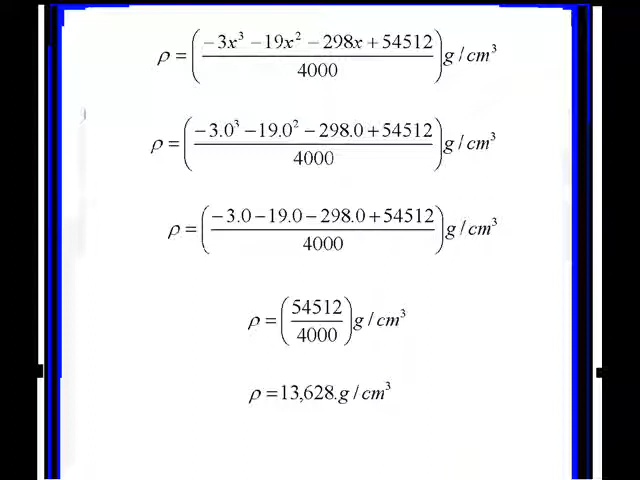 ρ = ( (−3x³ −19x² −298x + 54512) / 4000 ) g / cm³
ρ = ( (−3.0³ −19.0² −298.0 + 54512) / 4000 ) g / cm³
ρ = ( (−3.0 −19.0 −298.0 + 54512) / 4000 ) g / cm³
ρ = ( 54512 / 4000 ) g / cm³
ρ = 13,628.g / cm³